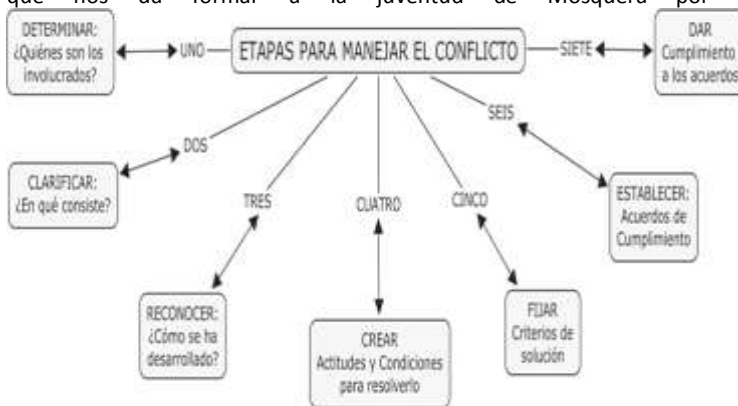 que nos da formar a la juventud de Mosquera por
ETAPAS PARA MANEJAR EL CONFLICTO
UNO
DETERMINAR:
¿Quiénes son los
involucrados?
DOS
CLARIFICAR:
¿En qué consiste?
TRES
RECONOCER:
¿Cómo se ha
desarrollado?
CUATRO
CREAR
Actitudes y Condiciones
para resolverlo
CINCO
FIJAR
Criterios de
solución
SEIS
ESTABLECER:
Acuerdos de
Cumplimiento
SIETE
DAR
Cumplimiento
a los acuerdos